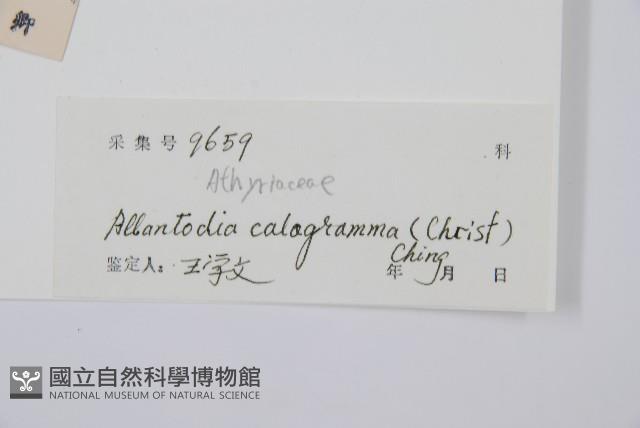 鄉
采集号 9659 科
Athyriaceae
Allantodia calogramma (Christ)
Ching
鉴定人: 王学文 年 月 日
國立自然科學博物館
NATIONAL MUSEUM OF NATURAL SCIENCE